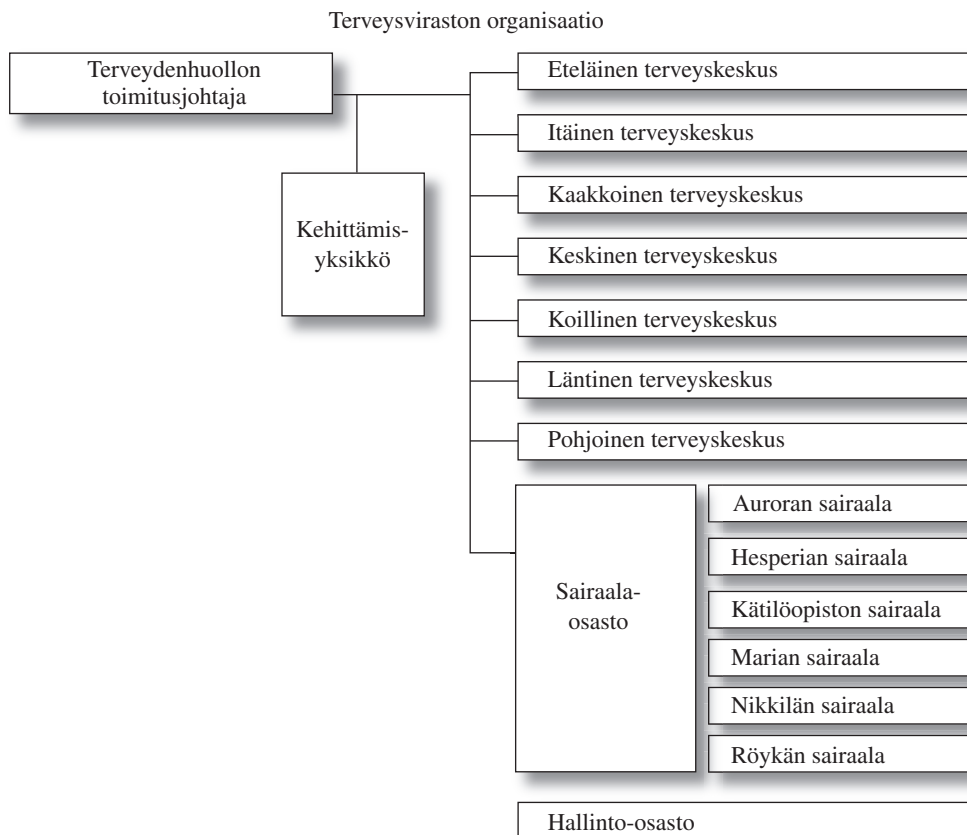 Terveysviraston organisaatio
Terveydenhuollon
toimitusjohtaja
Kehittämis-
yksikkö
Eteläinen terveyskeskus
Itäinen terveyskeskus
Kaakkoinen terveyskeskus
Keskinen terveyskeskus
Koillinen terveyskeskus
Läntinen terveyskeskus
Pohjoinen terveyskeskus
Sairaala-
osasto
Auroran sairaala
Hesperian sairaala
Kätilöopiston sairaala
Marian sairaala
Nikkilän sairaala
Röykän sairaala
Hallinto-osasto